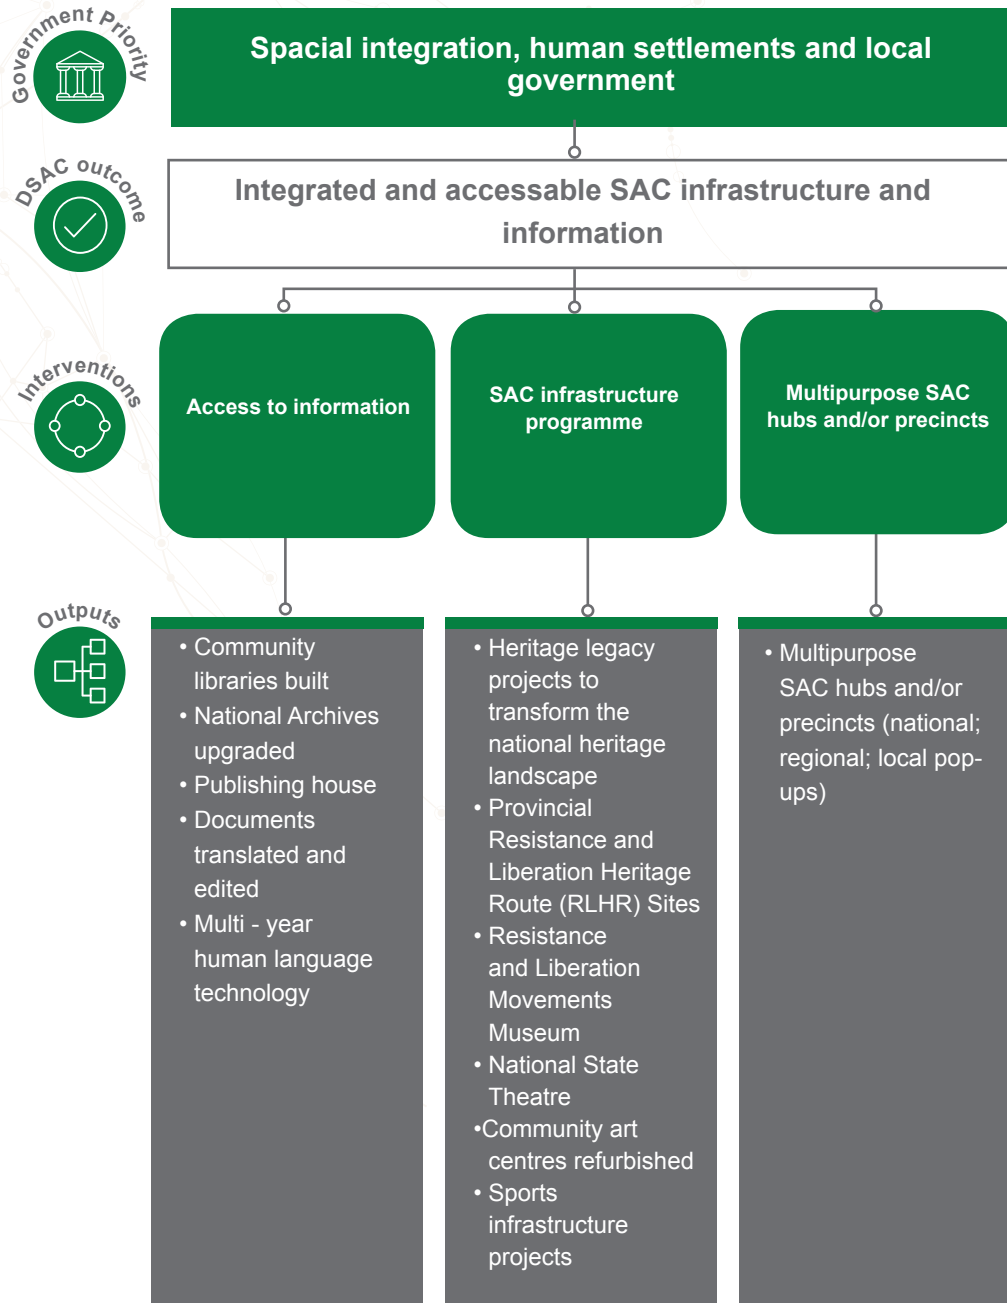 Government Priority
Spacial integration, human settlements and local
government
DSAC outcome
Integrated and accessable SAC infrastructure and
information
Interventions
Access to information
SAC infrastructure
programme
Multipurpose SAC
hubs and/or precincts
Outputs
• Community
libraries built
• National Archives
upgraded
• Publishing house
• Documents
translated and
edited
• Multi - year
human language
technology
• Heritage legacy
projects to
transform the
national heritage
landscape
• Provincial
Resistance and
Liberation Heritage
Route (RLHR) Sites
• Resistance
and Liberation
Movements
Museum
• National State
Theatre
•Community art
centres refurbished
• Sports
infrastructure
projects
• Multipurpose
SAC hubs and/or
precincts (national;
regional; local pop-
ups)